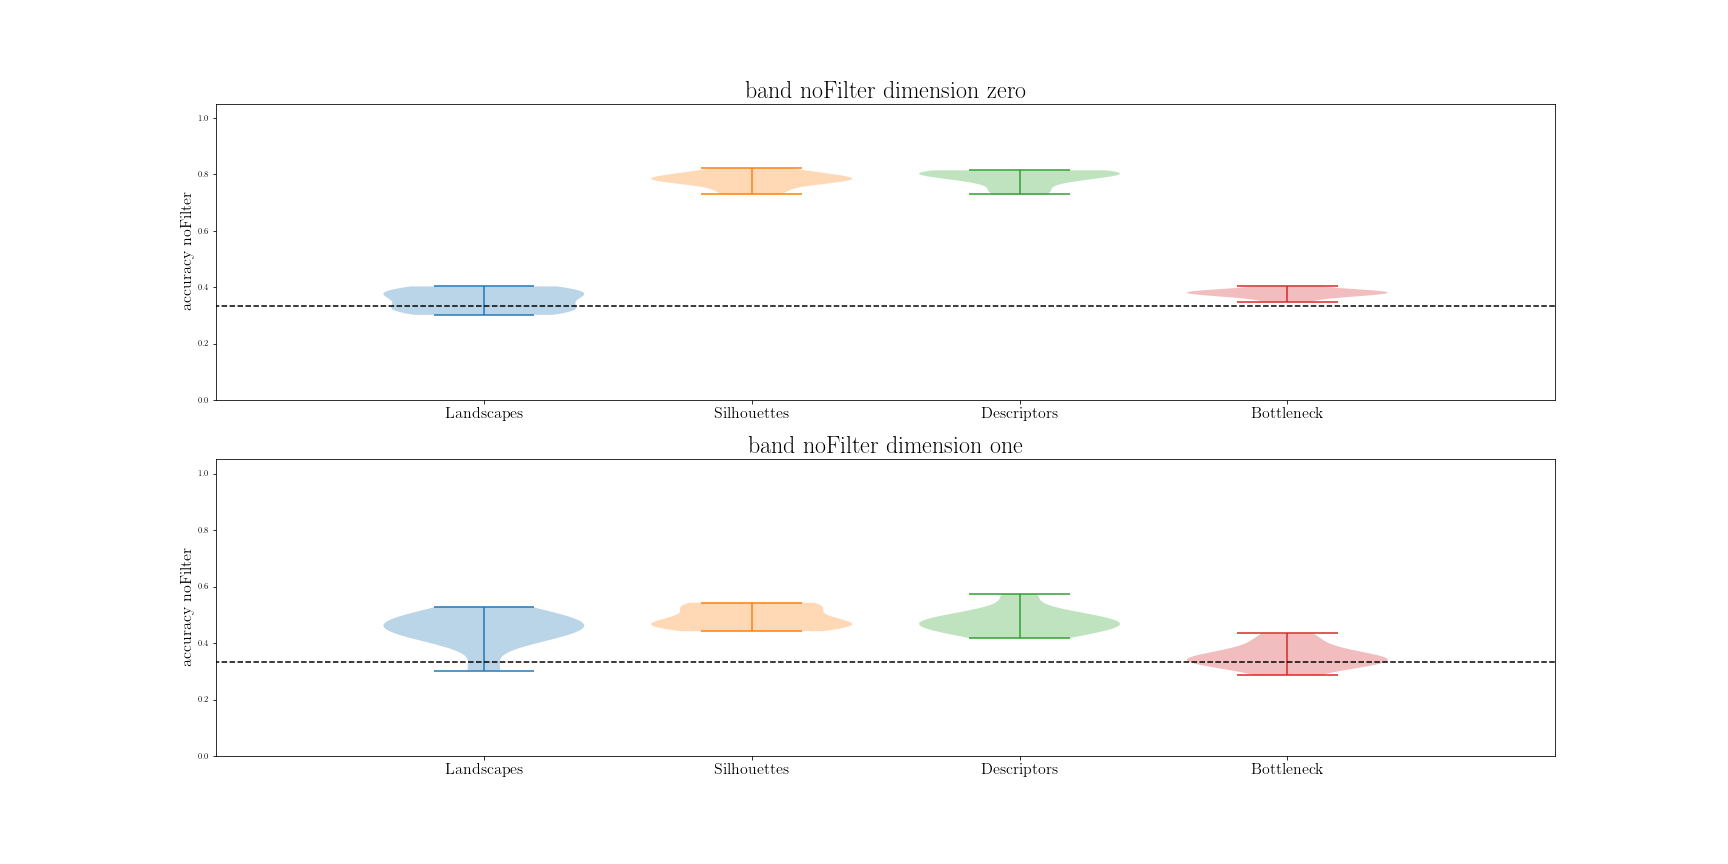 band noFilter dimension zero
accuracy noFilter
1.0
0.8
0.6
0.4
0.2
0.0
Landscapes Silhouettes Descriptors Bottleneck
band noFilter dimension one
accuracy noFilter
1.0
0.8
0.6
0.4
0.2
0.0
Landscapes Silhouettes Descriptors Bottleneck